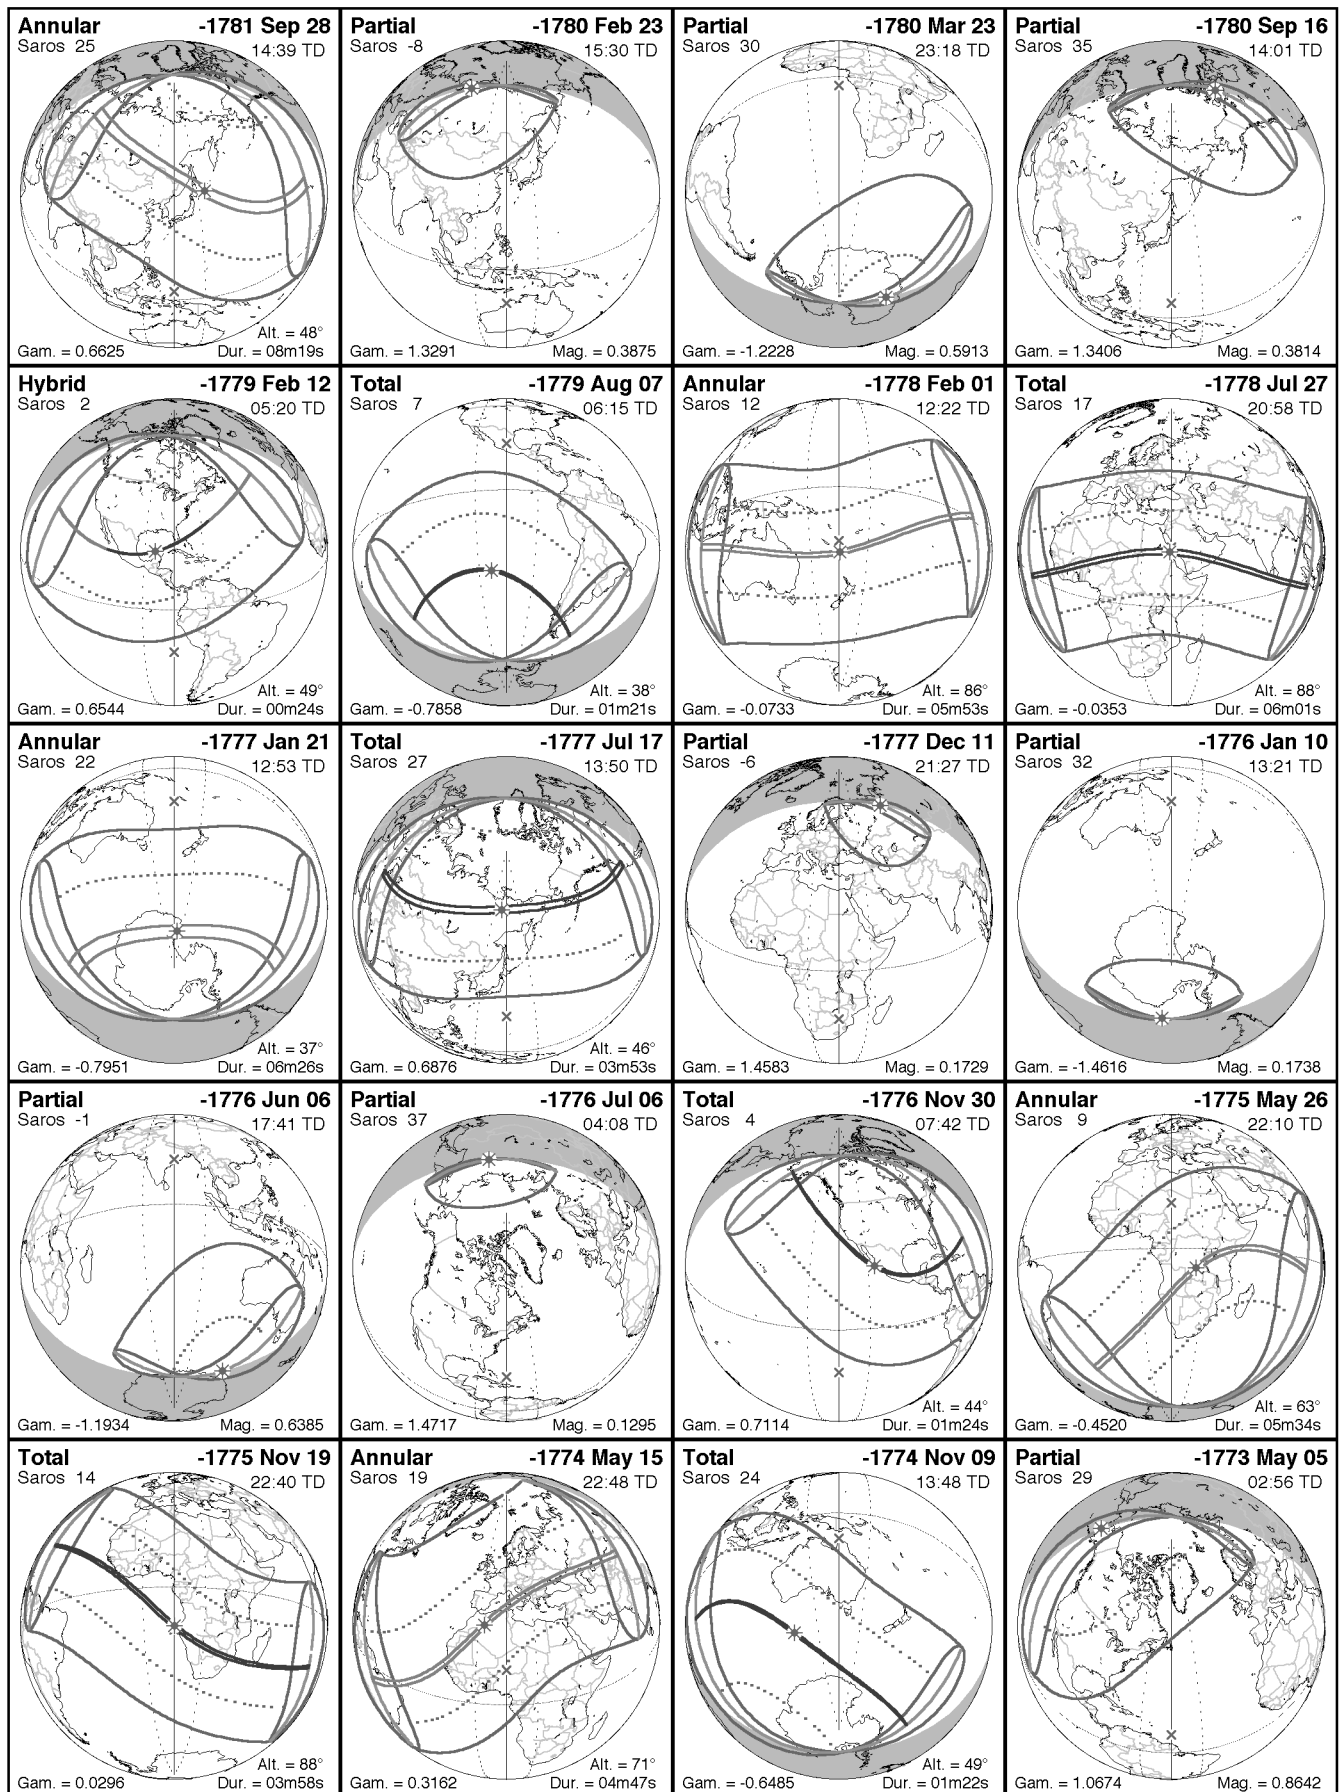 Annular -1781 Sep 28
Saros 25 14:39 TD
Alt. = 48°
Gam. = 0.6625 Dur. = 08m19s
Partial -1780 Feb 23
Saros -8 15:30 TD
Gam. = 1.3291 Mag. = 0.3875
Partial -1780 Mar 23
Saros 30 23:18 TD
Gam. = -1.2228 Mag. = 0.5913
Partial -1780 Sep 16
Saros 35 14:01 TD
Gam. = 1.3406 Mag. = 0.3814
Hybrid -1779 Feb 12
Saros 2 05:20 TD
Alt. = 49°
Gam. = 0.6544 Dur. = 00m24s
Total -1779 Aug 07
Saros 7 06:15 TD
Alt. = 38°
Gam. = -0.7858 Dur. = 01m21s
Annular -1778 Feb 01
Saros 12 12:22 TD
Alt. = 86°
Gam. = -0.0733 Dur. = 05m53s
Total -1778 Jul 27
Saros 17 20:58 TD
Alt. = 88°
Gam. = -0.0353 Dur. = 06m01s
Annular -1777 Jan 21
Saros 22 12:53 TD
Alt. = 37°
Gam. = -0.7951 Dur. = 06m26s
Total -1777 Jul 17
Saros 27 13:50 TD
Alt. = 46°
Gam. = 0.6876 Dur. = 03m53s
Partial -1777 Dec 11
Saros -6 21:27 TD
Gam. = 1.4583 Mag. = 0.1729
Partial -1776 Jan 10
Saros 32 13:21 TD
Gam. = -1.4616 Mag. = 0.1738
Partial -1776 Jun 06
Saros -1 17:41 TD
Gam. = -1.1934 Mag. = 0.6385
Partial -1776 Jul 06
Saros 37 04:08 TD
Gam. = 1.4717 Mag. = 0.1295
Total -1776 Nov 30
Saros 4 07:42 TD
Alt. = 44°
Gam. = 0.7114 Dur. = 01m24s
Annular -1775 May 26
Saros 9 22:10 TD
Alt. = 63°
Gam. = -0.4520 Dur. = 05m34s
Total -1775 Nov 19
Saros 14 22:40 TD
Alt. = 88°
Gam. = 0.0296 Dur. = 03m58s
Annular -1774 May 15
Saros 19 22:48 TD
Alt. = 71°
Gam. = 0.3162 Dur. = 04m47s
Total -1774 Nov 09
Saros 24 13:48 TD
Alt. = 49°
Gam. = -0.6485 Dur. = 01m22s
Partial -1773 May 05
Saros 29 02:56 TD
Gam. = 1.0674 Mag. = 0.8642